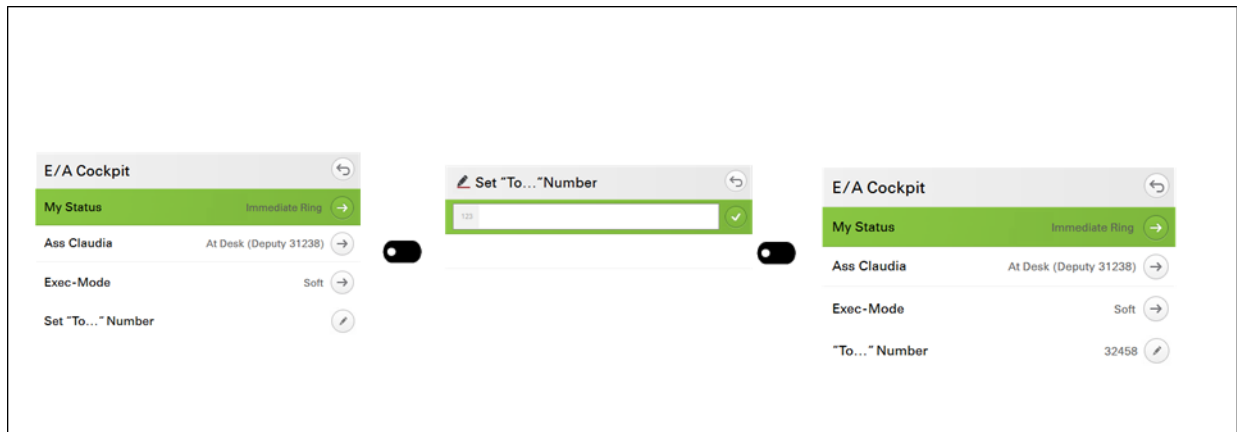 E/A Cockpit
My Status Immediate Ring
Ass Claudia At Desk (Deputy 31238)
Exec-Mode Soft
Set "To..." Number
Set "To..."Number
123
E/A Cockpit
My Status Immediate Ring
Ass Claudia At Desk (Deputy 31238)
Exec-Mode Soft
"To..." Number 32458